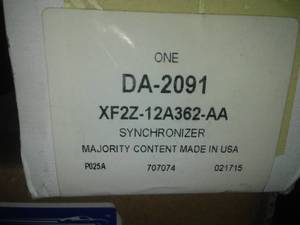 ONE
DA-2091
XF2Z-12A362-AA
SYNCHRONIZER
MAJORITY CONTENT MADE IN USA
P025A 707074 021715